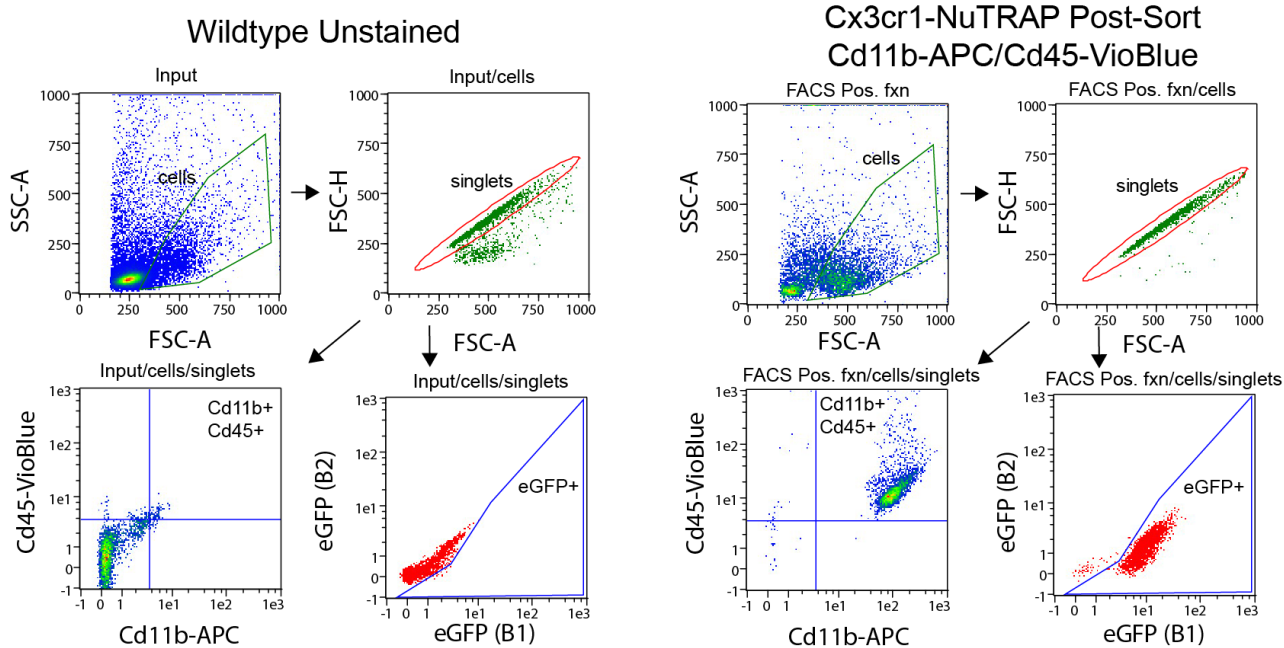 Wildtype Unstained
Input
1000
750
500
250
0
SSC-A
cells
0 250 500 750 1000
FSC-A
Input/cells
1000
750
500
250
0
FSC-H
singlets
0 250 500 750 1000
FSC-A
Input/cells/singlets
1e3
1e2
1e1
1
0
-1
Cd45-VioBlue
Cd11b+
Cd45+
-1 0 1 1e1 1e2 1e3
Cd11b-APC
Input/cells/singlets
1e3
1e2
1e1
1
0
-1
eGFP (B2)
eGFP+
-1 0 1 1e1 1e2 1e3
eGFP (B1)
Cx3cr1-NuTRAP Post-Sort
Cd11b-APC/Cd45-VioBlue
FACS Pos. fxn
1000
750
500
250
0
SSC-A
cells
0 250 500 750 1000
FSC-A
FACS Pos. fxn/cells
1000
750
500
250
0
FSC-H
singlets
0 250 500 750 1000
FSC-A
FACS Pos. fxn/cells/singlets
1e3
1e2
1e1
1
0
-1
Cd45-VioBlue
Cd11b+
Cd45+
-1 0 1 1e1 1e2 1e3
Cd11b-APC
FACS Pos. fxn/cells/singlets
1e3
1e2
1e1
1
0
-1
eGFP (B2)
eGFP+
-1 0 1 1e1 1e2 1e3
eGFP (B1)